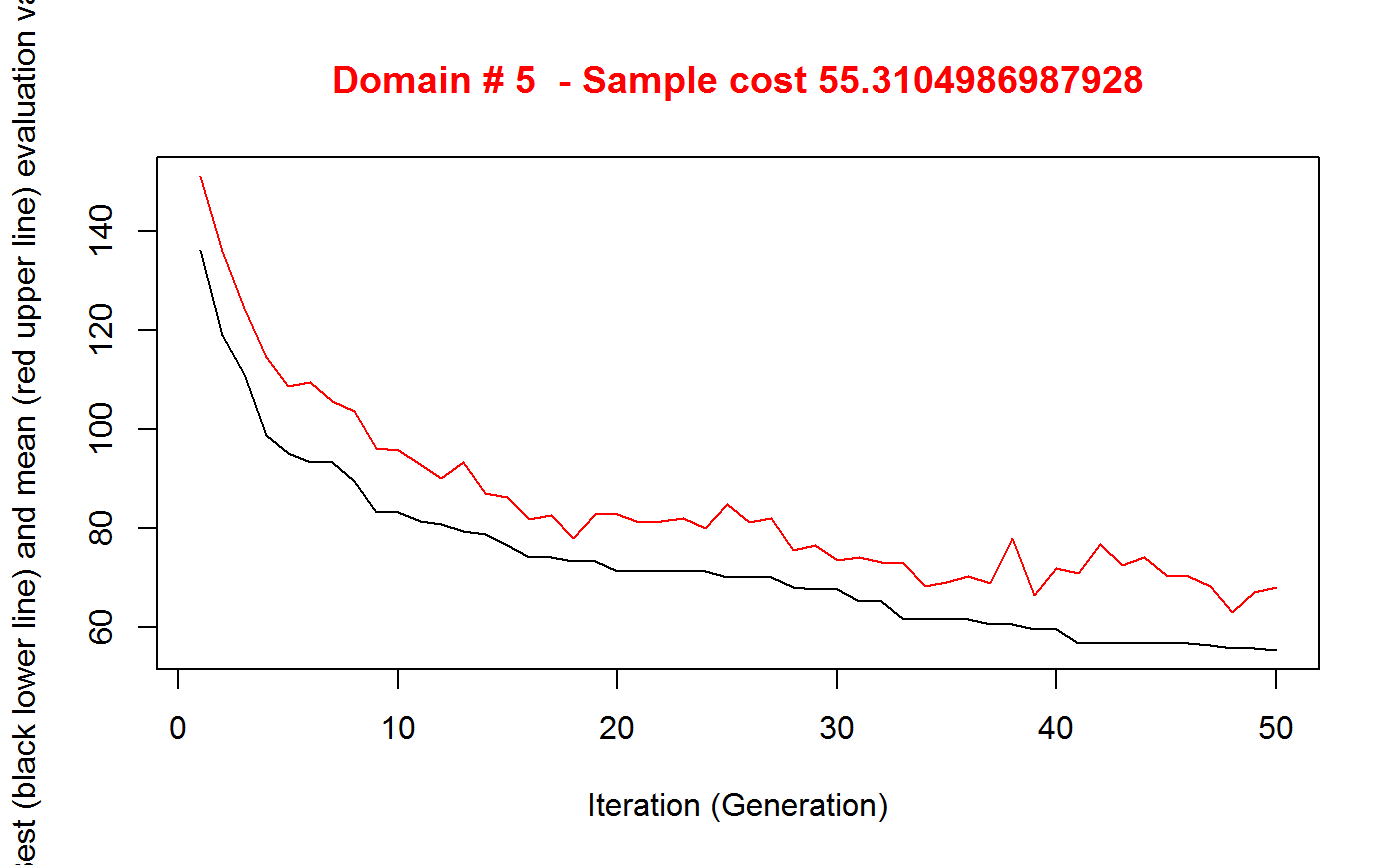 Domain # 5 - Sample cost 55.3104986987928
est (black lower line) and mean (red upper line) evaluation va
140
120
100
80
60
0 10 20 30 40 50
Iteration (Generation)